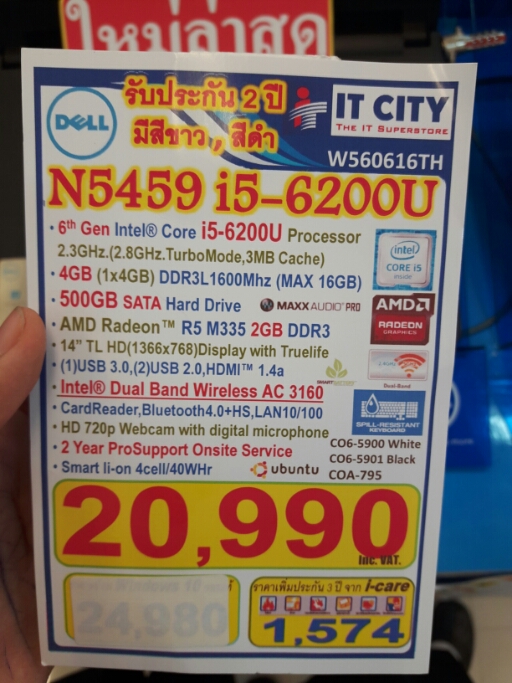 ใหม่ล่าสุด
DELL
รับประกัน 2 ปี
มีสีขาว , สีดำ
IT CITY
THE IT SUPERSTORE
W560616TH
N5459 i5-6200U
• 6th Gen Intel® Core i5-6200U Processor
2.3GHz.(2.8GHz.TurboMode,3MB Cache)
• 4GB (1x4GB) DDR3L1600Mhz (MAX 16GB)
• 500GB SATA Hard Drive
MAXXAUDIO® PRO
• AMD Radeon™ R5 M335 2GB DDR3
• 14” TL HD(1366x768)Display with Truelife
• (1)USB 3.0,(2)USB 2.0,HDMI™ 1.4a
• Intel® Dual Band Wireless AC 3160
• CardReader,Bluetooth4.0+HS,LAN10/100
• HD 720p Webcam with digital microphone
• 2 Year ProSupport Onsite Service
• Smart li-on 4cell/40WHr
ubuntu
intel
CORE i5
inside
AMD
RADEON
GRAPHICS
Dual-Band
SPILL-RESISTANT
KEYBOARD
CO6-5900 White
CO6-5901 Black
COA-795
20,990
Inc. VAT.
24,980
ราคาเพิ่มประกัน 3 ปี จาก i-care
1,574